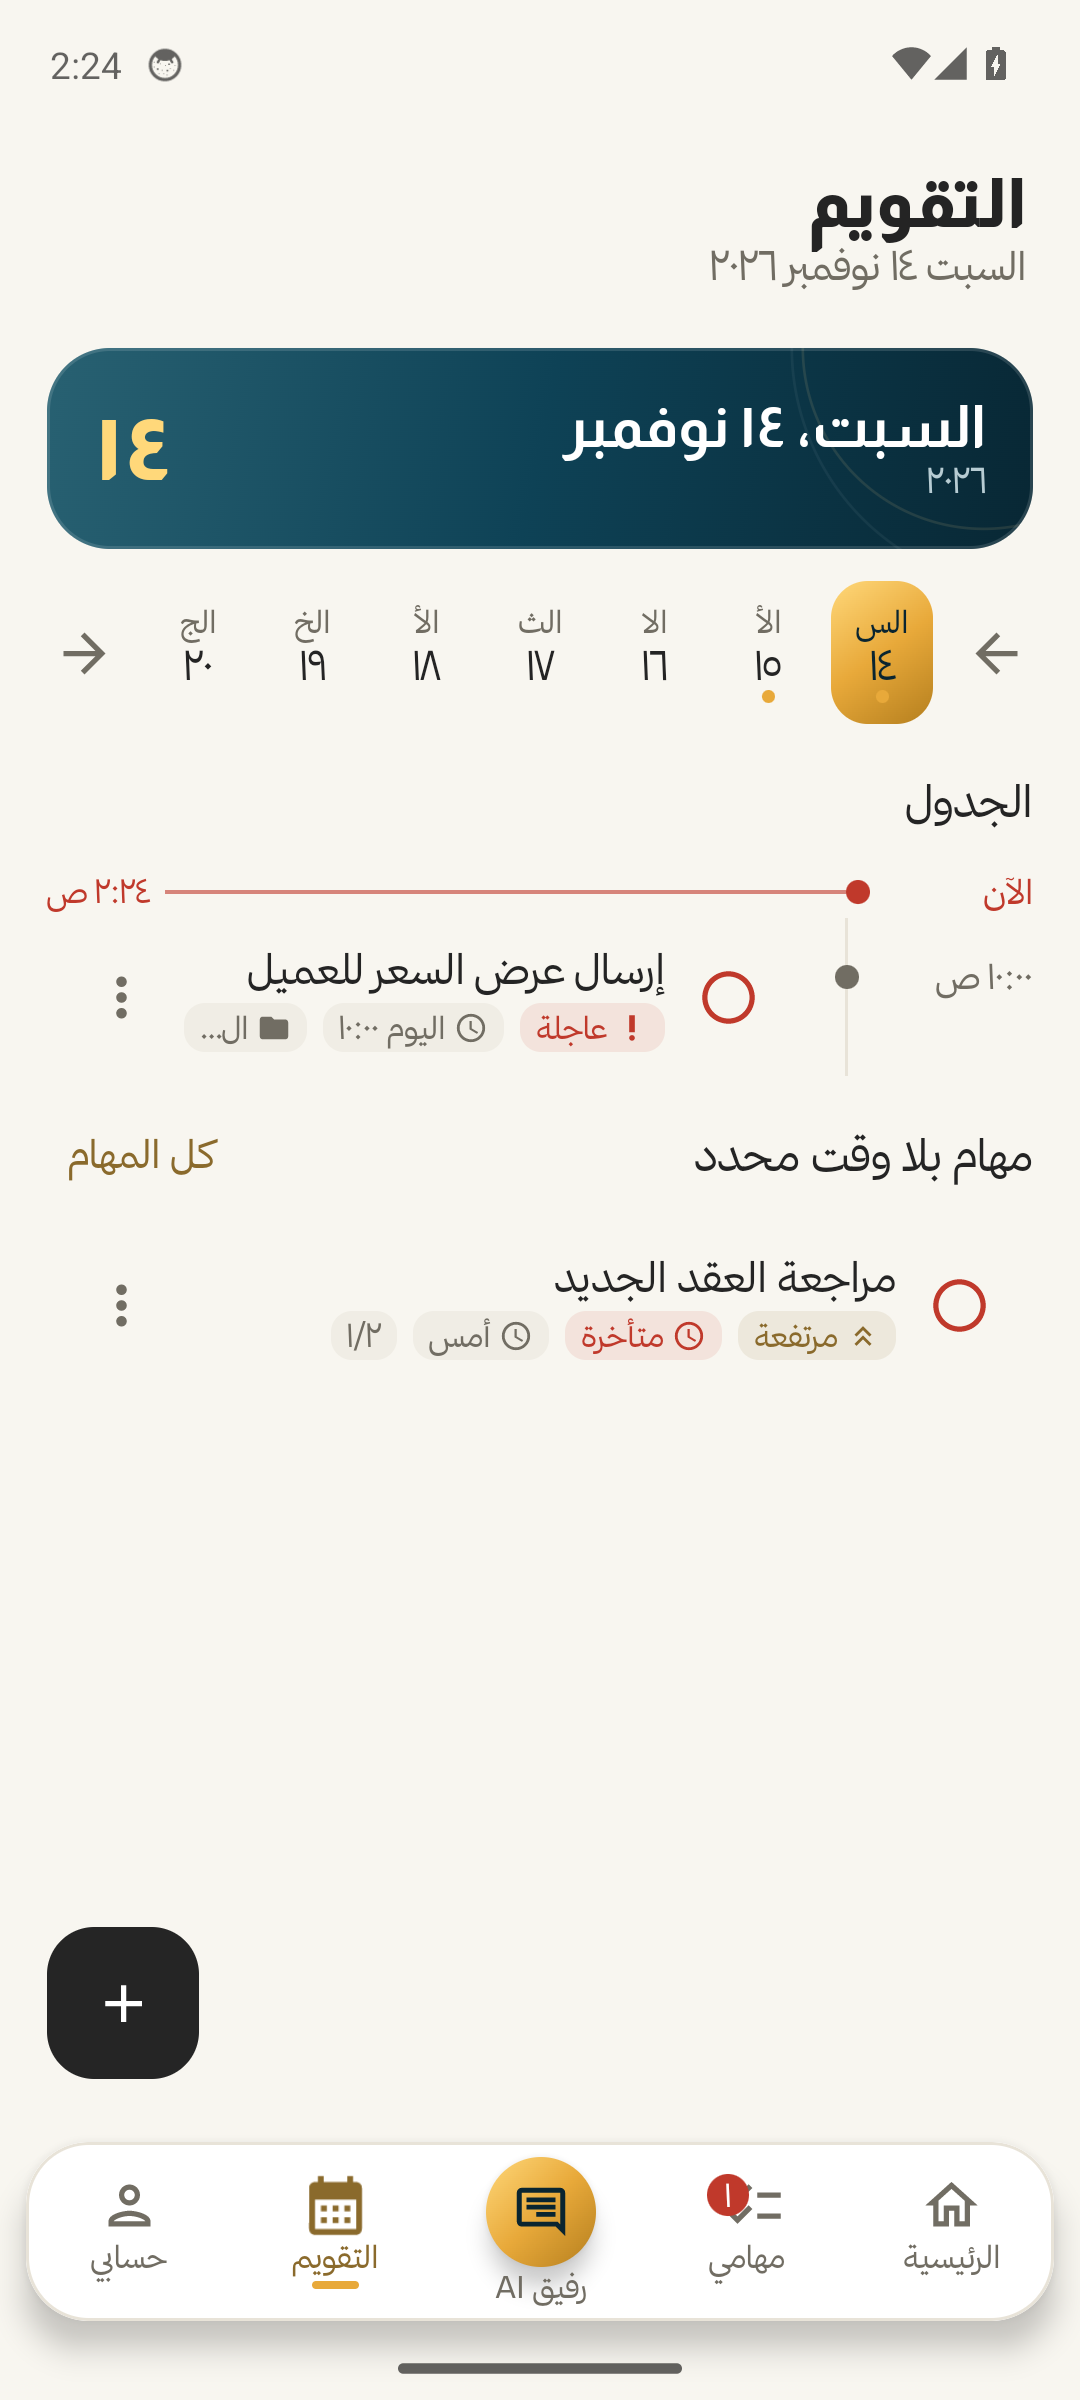 2:24
التقويم
السبت ١٤ نوفمبر ٢٠٢٦
السبت، ١٤ نوفمبر
٢٠٢٦
١٤
الس الأ الا الث الأ الخ الج
١٤ ١٥ ١٦ ١٧ ١٨ ١٩ ٢٠
الجدول
الآن ٢:٢٤ ص
١٠:٠٠ ص
إرسال عرض السعر للعميل
عاجلة اليوم ١٠:٠٠ ال...
مهام بلا وقت محدد كل المهام
مراجعة العقد الجديد
مرتفعة متأخرة أمس ١/٢
+
١
الرئيسية مهامي رفيق AI التقويم حسابي